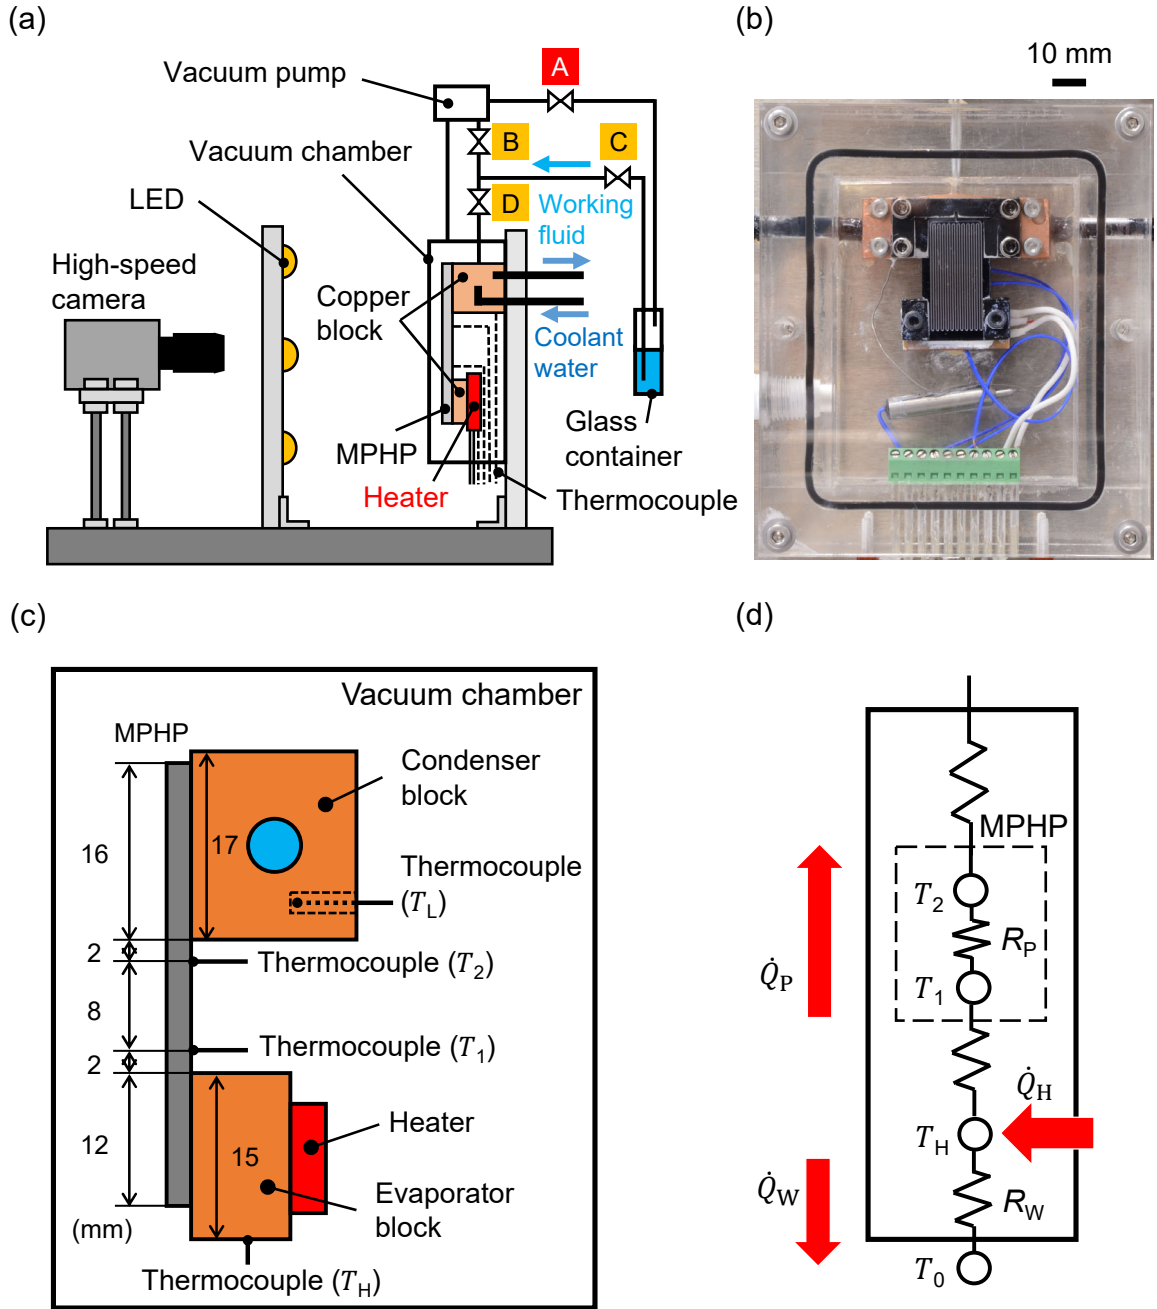 (a)
Vacuum pump
A
B
C
Vacuum chamber
D
LED
Working
fluid
High-speed
camera
Copper
block
Coolant
water
MPHP
Glass
container
Heater
Thermocouple
(b)
10 mm
(c)
Vacuum chamber
MPHP
Condenser
block
16
17
Thermocouple
(T_L)
2
Thermocouple (T_2)
8
Thermocouple (T_1)
2
Heater
12
15
Evaporator
block
(mm)
Thermocouple (T_H)
(d)
MPHP
T_2
R_P
Q̇_P
T_1
Q̇_H
T_H
Q̇_W
R_W
T_0